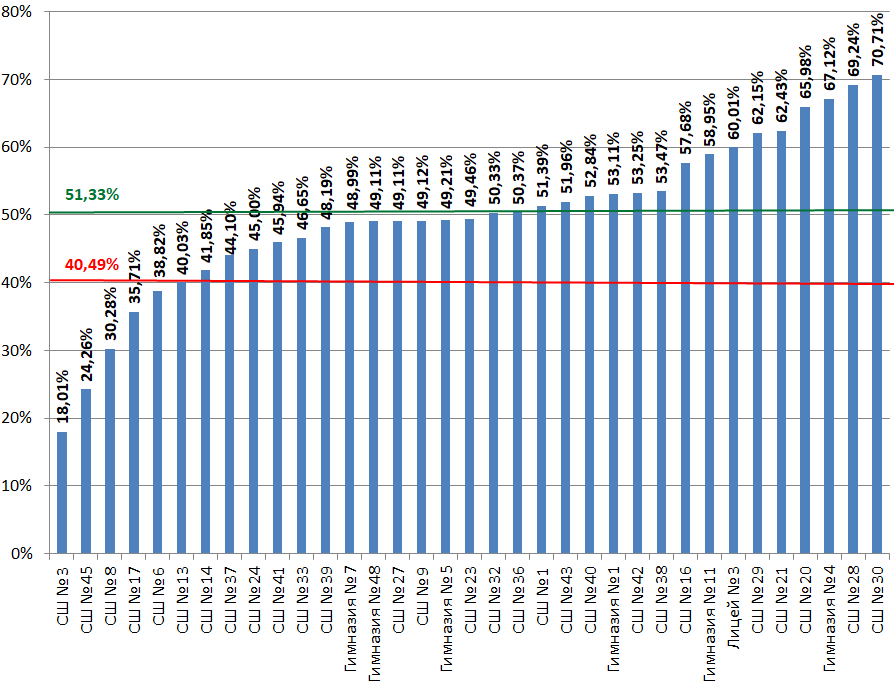 80%
70%
60%
50%
40%
30%
20%
10%
0%
51,33%
40,49%
18,01%
24,26%
30,28%
35,71%
38,82%
40,03%
41,85%
44,10%
45,00%
45,94%
46,65%
48,19%
48,99%
49,11%
49,11%
49,12%
49,21%
49,46%
50,33%
50,37%
51,39%
51,96%
52,84%
53,11%
53,25%
53,47%
57,68%
58,95%
60,01%
62,15%
62,43%
65,98%
67,12%
69,24%
70,71%
СШ №3
СШ №45
СШ №8
СШ №17
СШ №6
СШ №13
СШ №14
СШ №37
СШ №24
СШ №41
СШ №33
СШ №39
Гимназия №7
Гимназия №48
СШ №27
СШ №9
Гимназия №5
СШ №23
СШ №32
СШ №36
СШ №1
СШ №43
СШ №40
Гимназия №1
СШ №42
СШ №38
СШ №16
Гимназия №11
Лицей №3
СШ №29
СШ №21
СШ №20
Гимназия №4
СШ №28
СШ №30